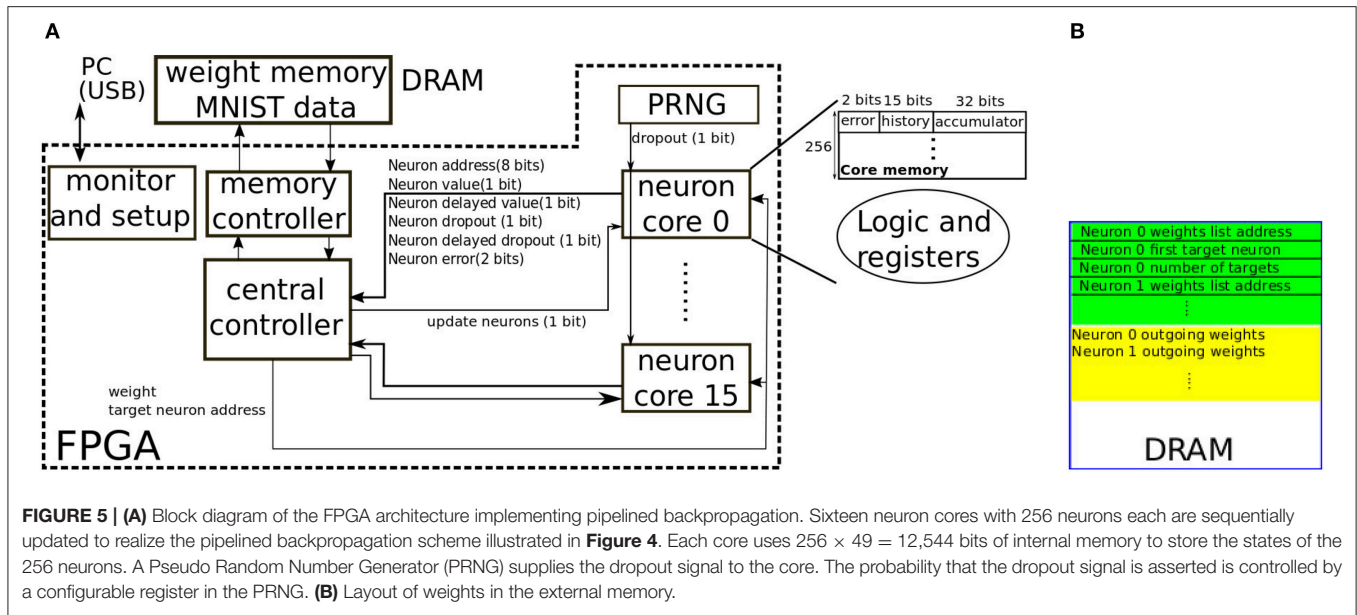 A
B
PC
(USB)
weight memory
MNIST data
DRAM
PRNG
dropout (1 bit)
2 bits 15 bits 32 bits
error history accumulator
256
Core memory
Logic and
registers
monitor
and setup
memory
controller
central
controller
Neuron address(8 bits)
Neuron value(1 bit)
Neuron delayed value(1 bit)
Neuron dropout (1 bit)
Neuron delayed dropout (1 bit)
Neuron error(2 bits)
neuron
core 0
update neurons (1 bit)
neuron
core 15
weight
target neuron address
FPGA
Neuron 0 weights list address
Neuron 0 first target neuron
Neuron 0 number of targets
Neuron 1 weights list address
Neuron 0 outgoing weights
Neuron 1 outgoing weights
DRAM
FIGURE 5 | (A) Block diagram of the FPGA architecture implementing pipelined backpropagation. Sixteen neuron cores with 256 neurons each are sequentially
updated to realize the pipelined backpropagation scheme illustrated in Figure 4. Each core uses 256 × 49 = 12,544 bits of internal memory to store the states of the
256 neurons. A Pseudo Random Number Generator (PRNG) supplies the dropout signal to the core. The probability that the dropout signal is asserted is controlled by
a configurable register in the PRNG. (B) Layout of weights in the external memory.